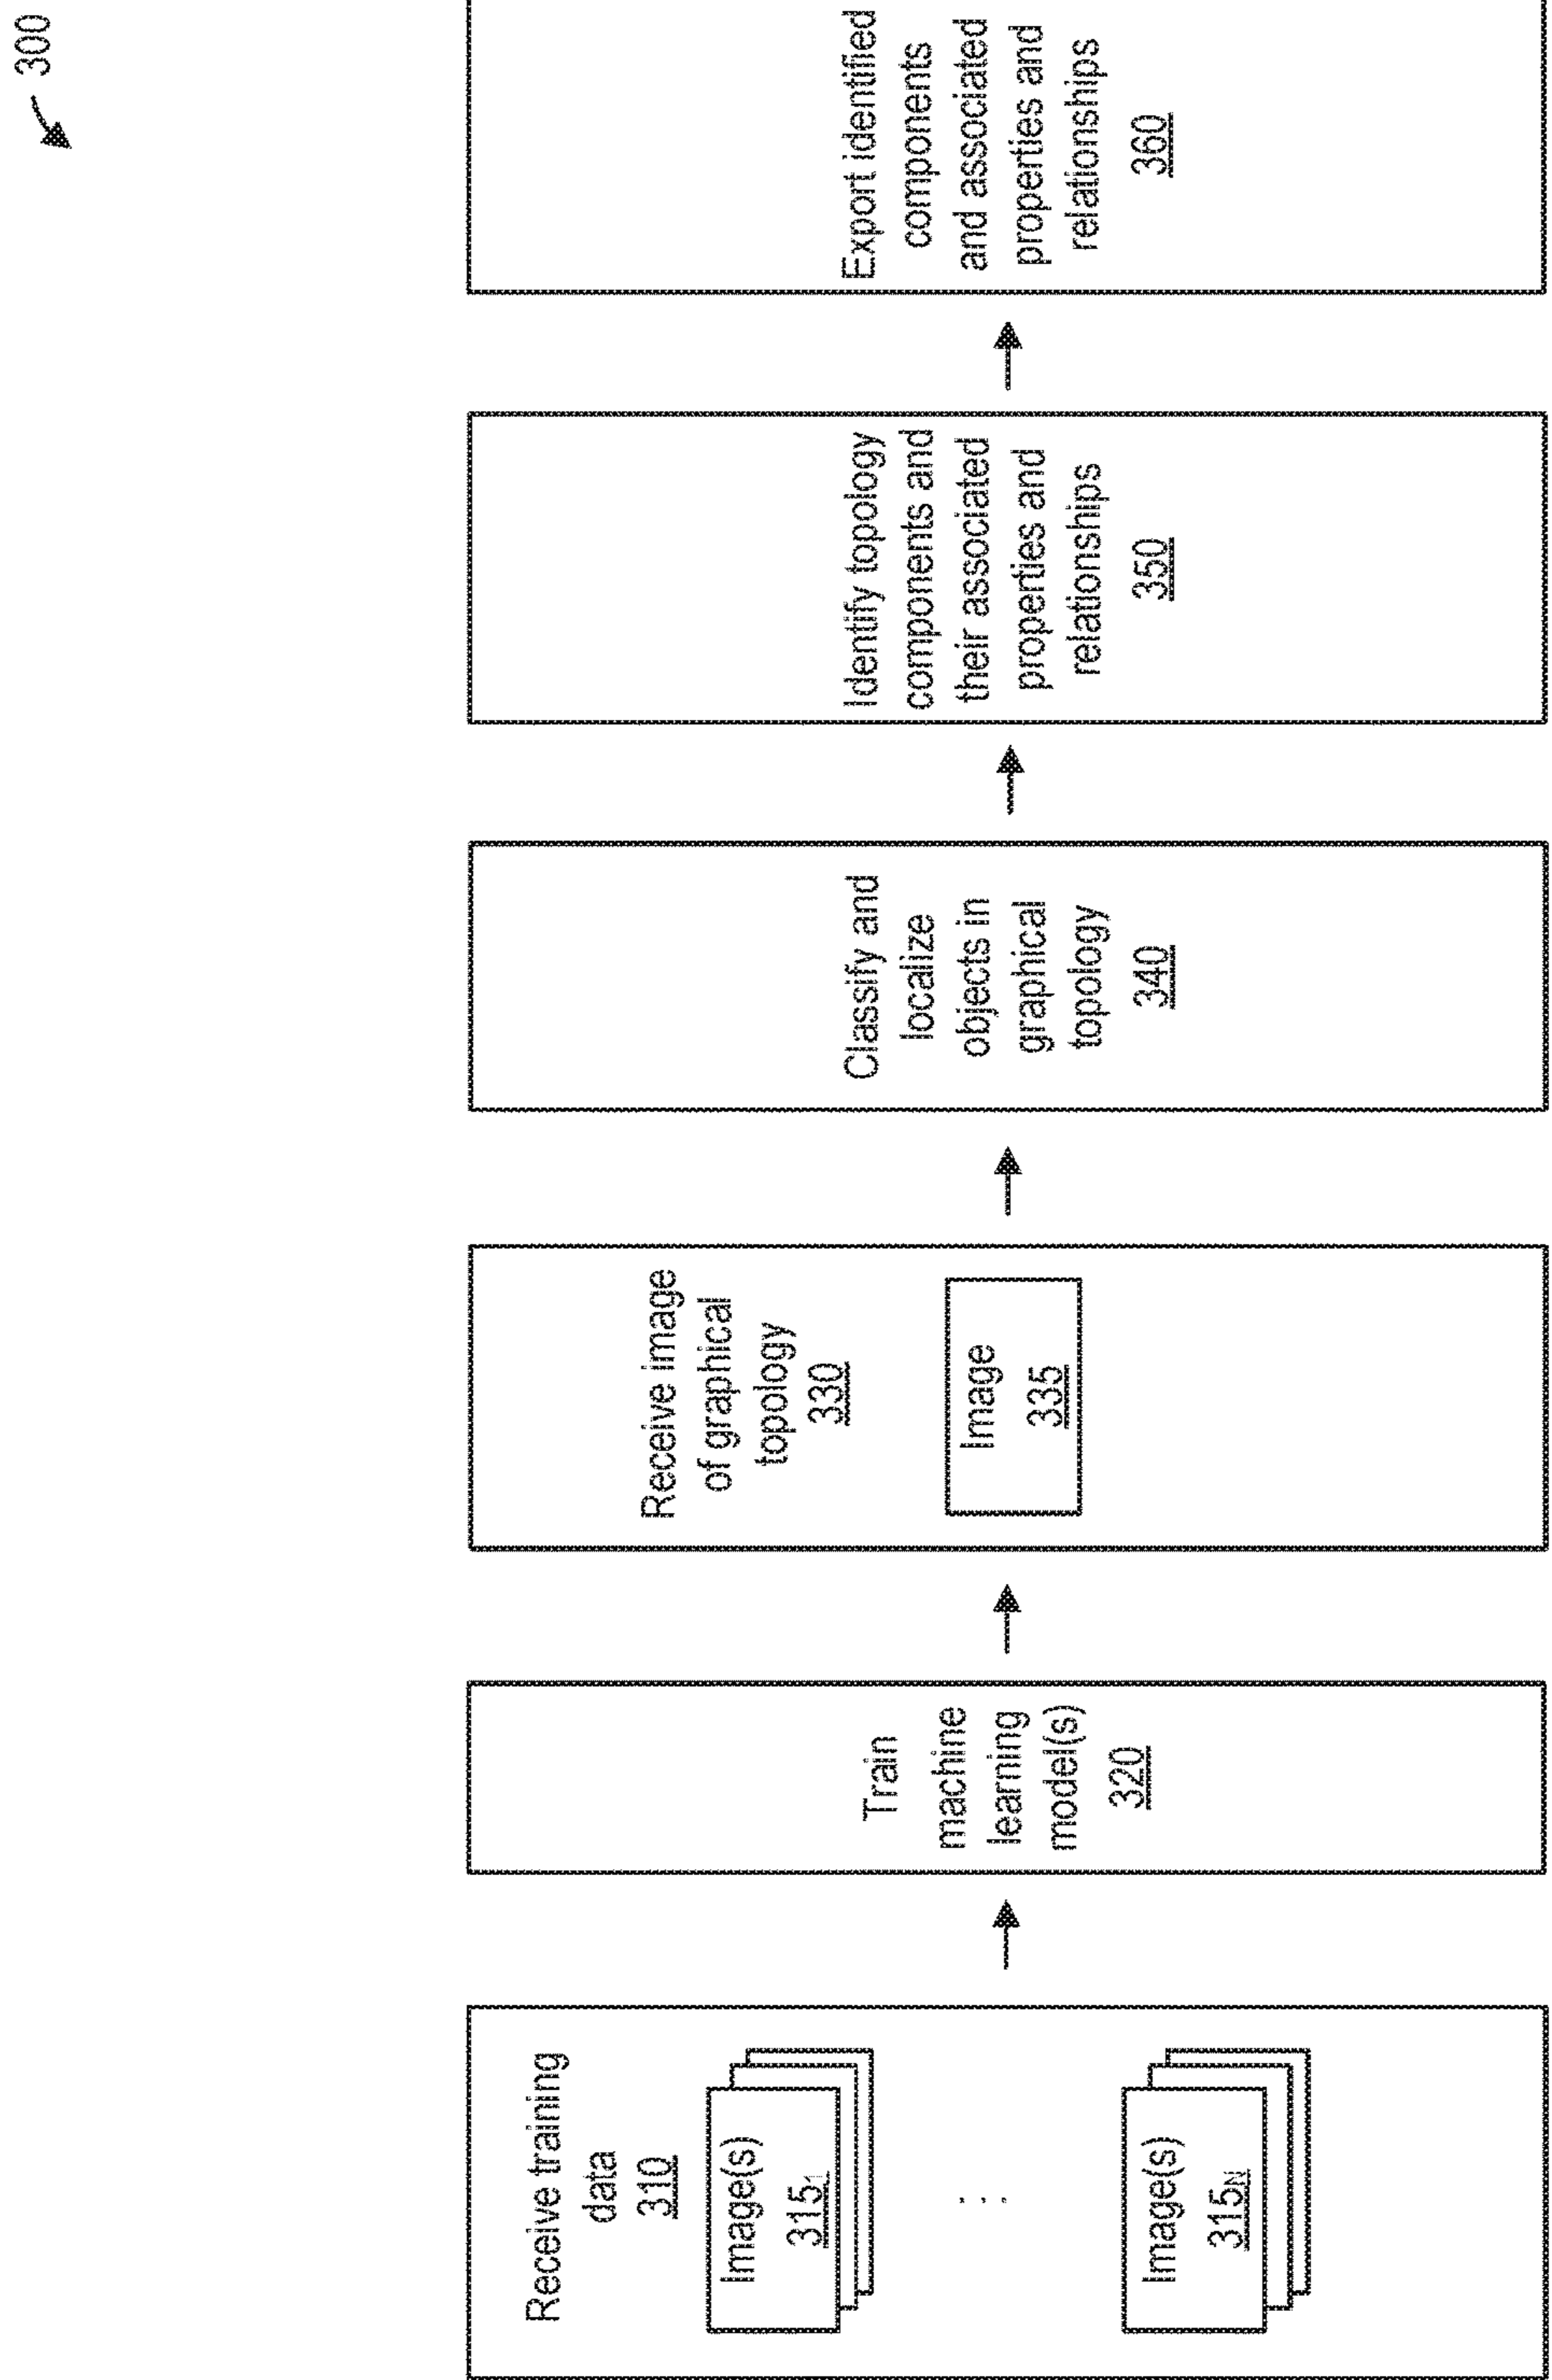 300
Receive training
data
310
Image(s)
315₁
. . .
Image(s)
315ₙ
Train
machine
learning
model(s)
320
Receive image
of graphical
topology
330
Image
335
Classify and
localize
objects in
graphical
topology
340
Identify topology
components and
their associated
properties and
relationships
350
Export identified
components
and associated
properties and
relationships
360